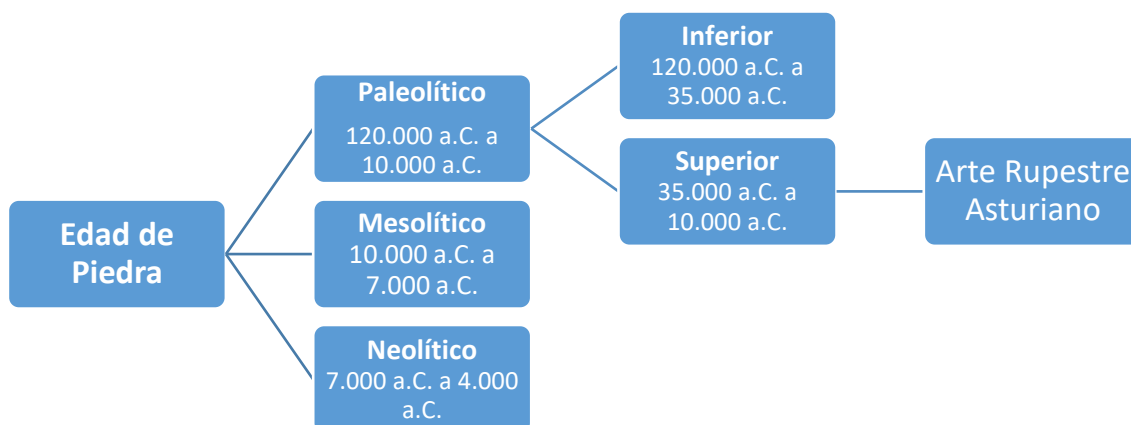 Edad de
Piedra
Paleolítico
120.000 a.C. a
10.000 a.C.
Mesolítico
10.000 a.C. a
7.000 a.C.
Neolítico
7.000 a.C. a 4.000
a.C.
Inferior
120.000 a.C. a
35.000 a.C.
Superior
35.000 a.C. a
10.000 a.C.
Arte Rupestre
Asturiano